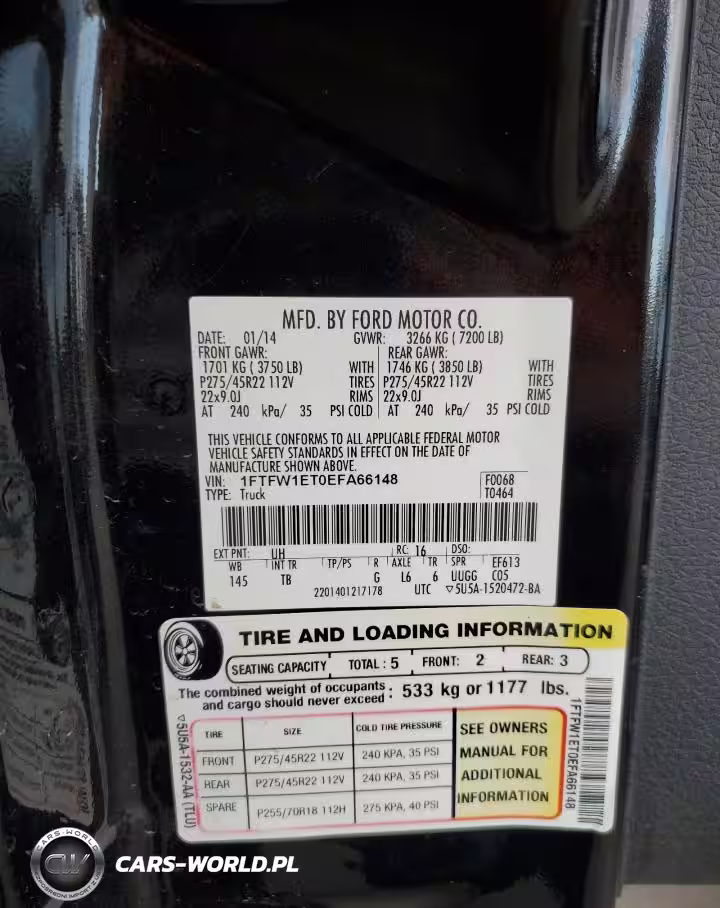 MFD. BY FORD MOTOR CO.
DATE: 01/14 GVWR: 3266 KG ( 7200 LB)
FRONT GAWR: REAR GAWR:
1701 KG ( 3750 LB) WITH 1746 KG ( 3850 LB) WITH
P275/45R22 112V TIRES P275/45R22 112V TIRES
22x9.0J RIMS 22x9.0J RIMS
AT 240 kPa/ 35 PSI COLD AT 240 kPa/ 35 PSI COLD
THIS VEHICLE CONFORMS TO ALL APPLICABLE FEDERAL MOTOR
VEHICLE SAFETY STANDARDS IN EFFECT ON THE DATE OF
MANUFACTURE SHOWN ABOVE.
VIN: 1FTFW1ET0EFA66148 F0068
TYPE: Truck T0464
EXT PNT: UH RC: 16 DSO:
WB INT TR TP/PS R AXLE TR SPR EF613
145 TB G L6 6 UUGG C05
2201401217178 UTC ▽5U5A-1520472-BA
TIRE AND LOADING INFORMATION
SEATING CAPACITY TOTAL : 5 FRONT: 2 REAR: 3
The combined weight of occupants and cargo should never exceed : 533 kg or 1177 lbs.
TIRE SIZE COLD TIRE PRESSURE
FRONT P275/45R22 112V 240 KPA, 35 PSI
REAR P275/45R22 112V 240 KPA, 35 PSI
SPARE P255/70R18 112H 275 KPA, 40 PSI
SEE OWNERS
MANUAL FOR
ADDITIONAL
INFORMATION
▽5U5A-1532-AA (TLU)
1FTFW1ET0EFA66148
CARS-WORLD
CW
CARS-WORLD.PL